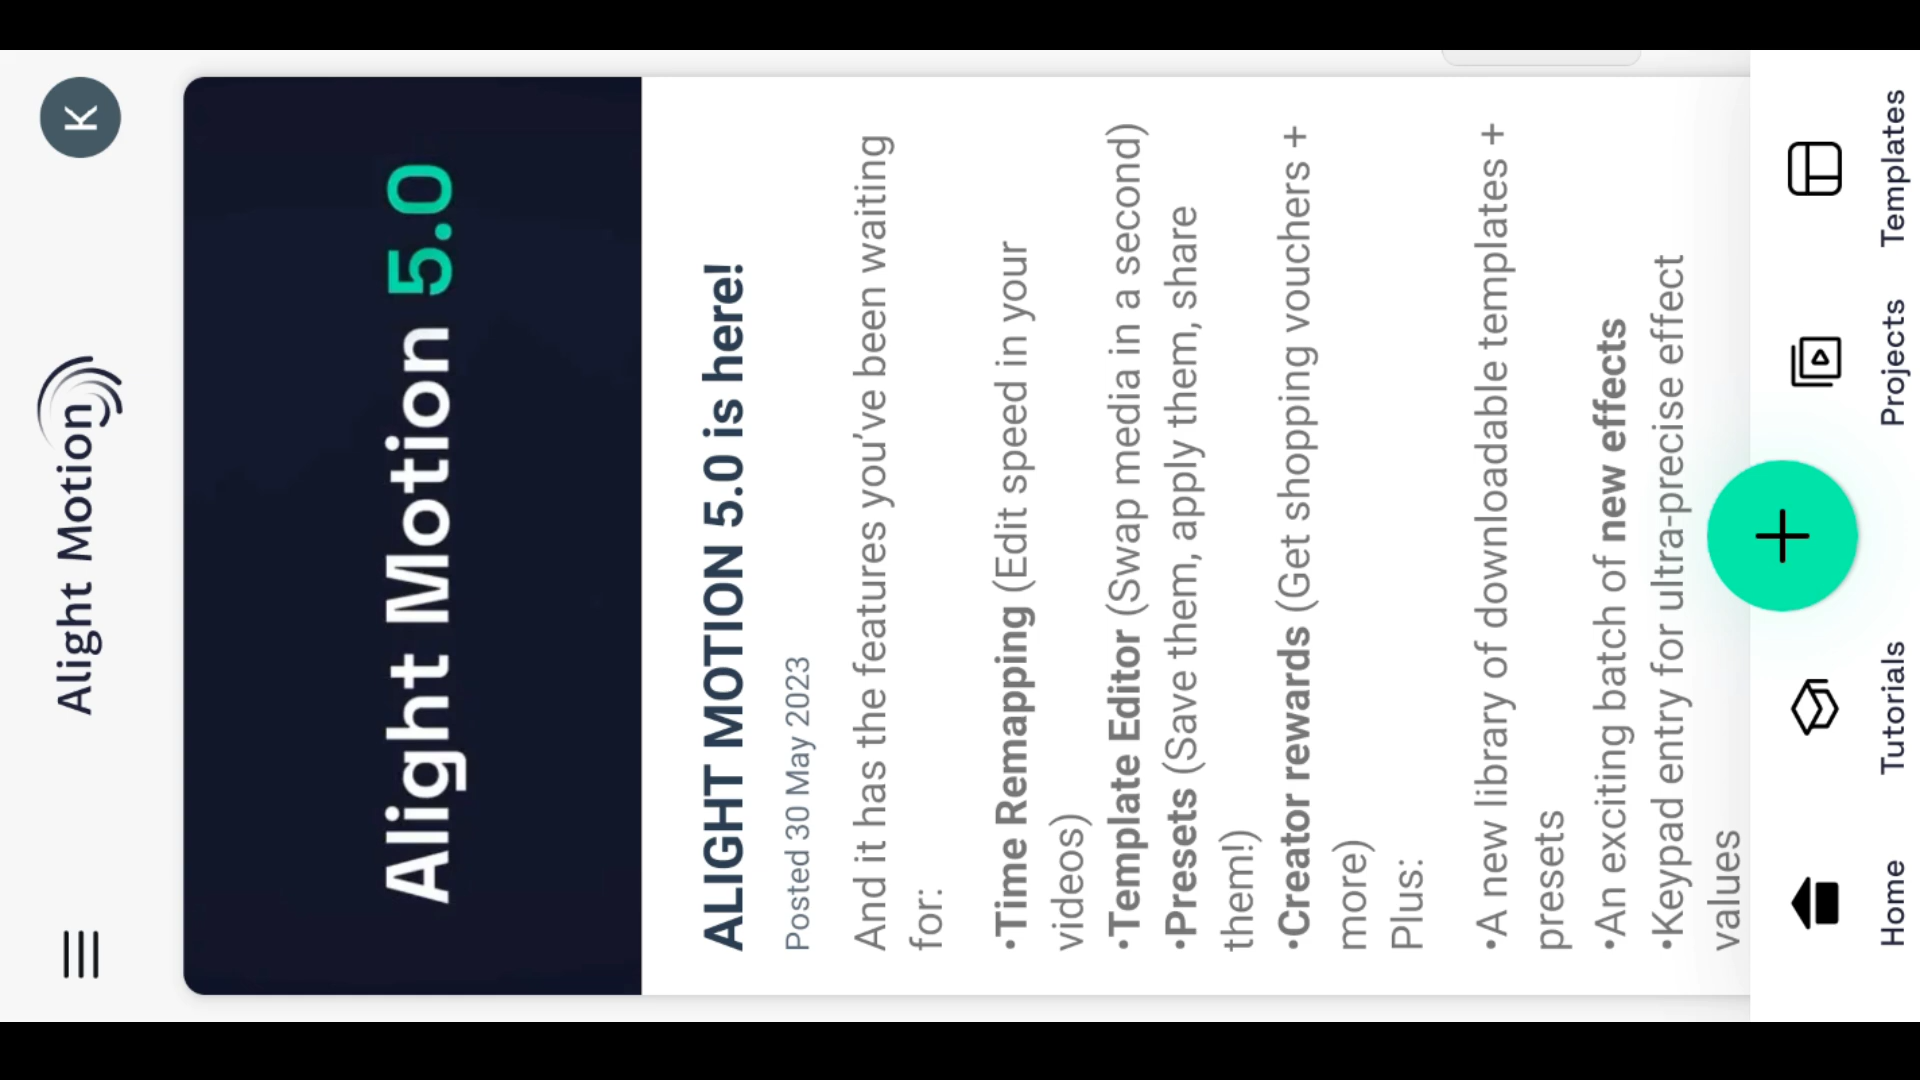 Alight Motion
K
Alight Motion 5.0
ALIGHT MOTION 5.0 is here!
Posted 30 May 2023
And it has the features you've been waiting
for:
•Time Remapping (Edit speed in your
videos)
•Template Editor (Swap media in a second)
•Presets (Save them, apply them, share
them!)
•Creator rewards (Get shopping vouchers +
more)
Plus:
•A new library of downloadable templates +
presets
•An exciting batch of new effects
•Keypad entry for ultra-precise effect
values
Home
Tutorials
Projects
Templates